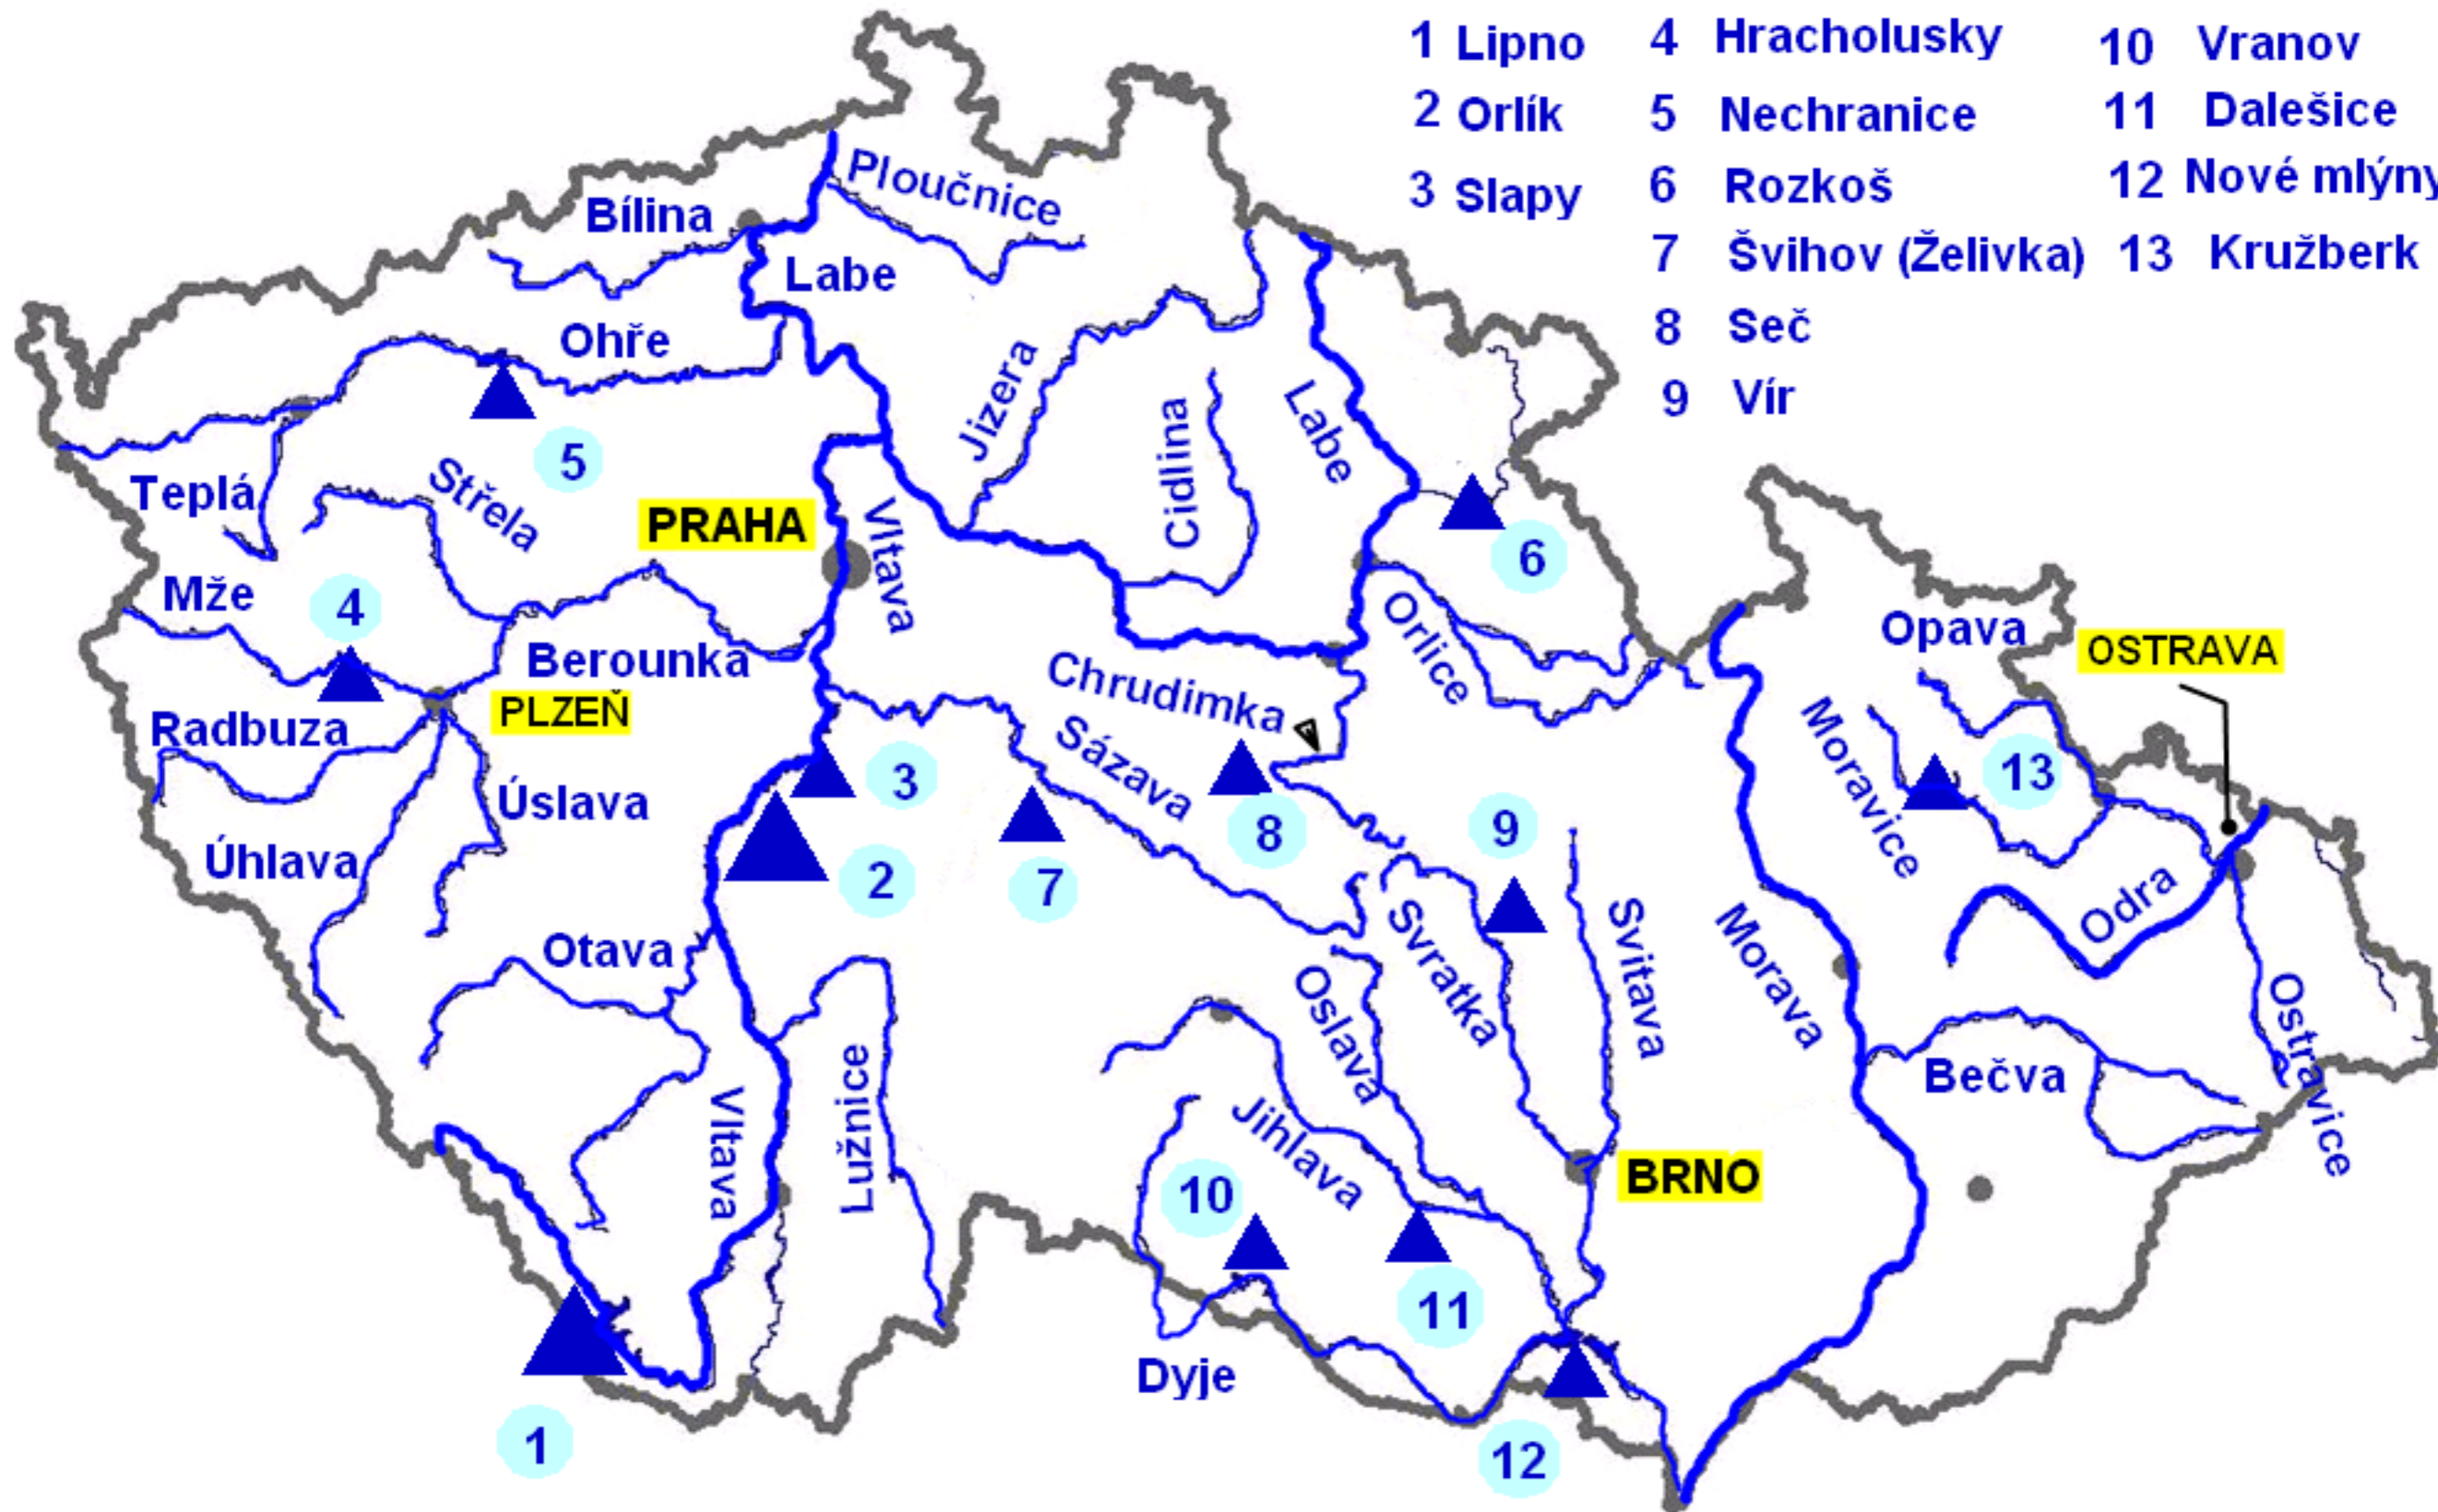 1 Lipno
2 Orlík
3 Slapy
4 Hracholusky
5 Nechranice
6 Rozkoš
7 Švihov (Želivka)
8 Seč
9 Vír
10 Vranov
11 Dalešice
12 Nové mlýny
13 Kružberk
Ploučnice
Bílina
Labe
Ohře
Jizera
Cidlina
Labe
5
Teplá
Střela
PRAHA
Vltava
6
Mže
4
Berounka
Orlice
Opava
OSTRAVA
Chrudimka
PLZEŇ
Radbuza
Sázava
Moravice
13
3
Úslava
8
9
Úhlava
2
7
Odra
Otava
Svratka
Svitava
Morava
Oslava
Ostravice
Bečva
Lužnice
Vltava
Jihlava
10
BRNO
11
Dyje
1
12